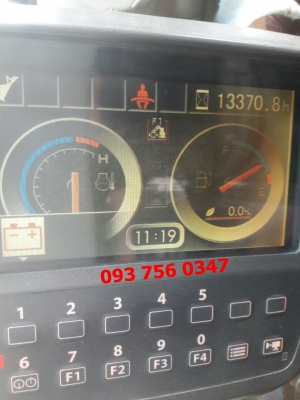 13370.8h
F1
H
F
E
0.0%
- +
11:19
093 756 0347
1 2 3 4 5
6 7 8 9 0
F1 F2 F3 F4